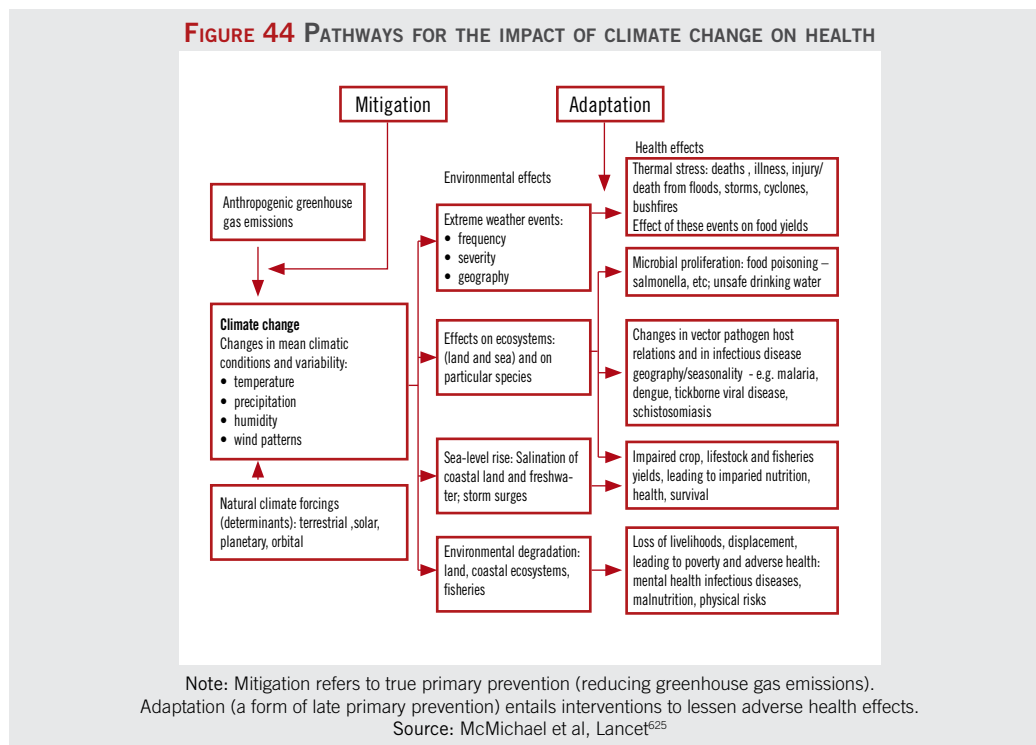 FIGURE 44 PATHWAYS FOR THE IMPACT OF CLIMATE CHANGE ON HEALTH
Mitigation
Adaptation
Anthropogenic greenhouse
gas emissions
Climate change
Changes in mean climatic
conditions and variability:
• temperature
• precipitation
• humidity
• wind patterns
Natural climate forcings
(determinants): terrestrial ,solar,
planetary, orbital
Environmental effects
Extreme weather events:
• frequency
• severity
• geography
Effects on ecosystems:
(land and sea) and on
particular species
Sea-level rise: Salination of
coastal land and freshwa-
ter; storm surges
Environmental degradation:
land, coastal ecosystems,
fisheries
Health effects
Thermal stress: deaths , illness, injury/
death from floods, storms, cyclones,
bushfires
Effect of these events on food yields
Microbial proliferation: food poisoning –
salmonella, etc; unsafe drinking water
Changes in vector pathogen host
relations and in infectious disease
geography/seasonality - e.g. malaria,
dengue, tickborne viral disease,
schistosomiasis
Impaired crop, lifestock and fisheries
yields, leading to imparied nutrition,
health, survival
Loss of livelihoods, displacement,
leading to poverty and adverse health:
mental health infectious diseases,
malnutrition, physical risks
Note: Mitigation refers to true primary prevention (reducing greenhouse gas emissions).
Adaptation (a form of late primary prevention) entails interventions to lessen adverse health effects.
Source: McMichael et al, Lancet625